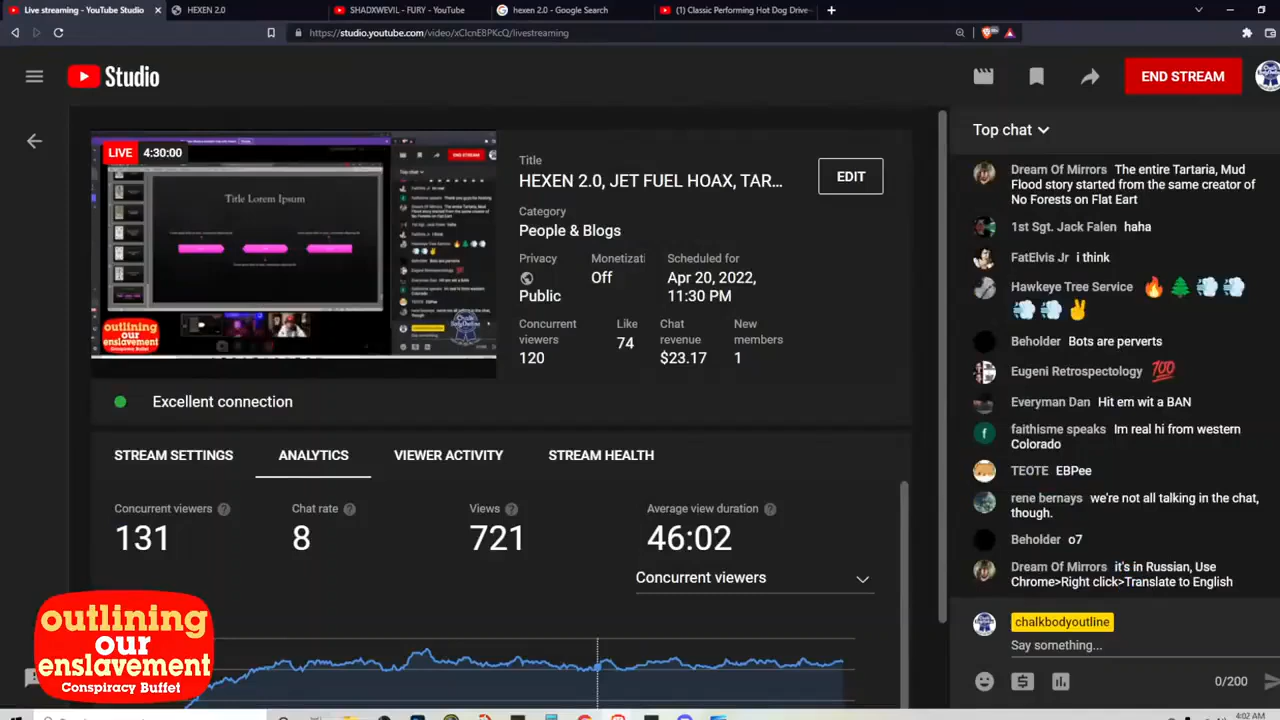 Live streaming - YouTube Studio
HEXEN 2.0
SHADXWEVIL - FURY - YouTube
hexen 2.0 - Google Search
(1) Classic Performing Hot Dog Drive-
https://studio.youtube.com/video/xCIcnE8PKcQ/livestreaming
Studio
END STREAM
LIVE 4:30:00
Title Lorem Ipsum
outlining
our
enslavement
Conspiracy Buffet
Title
HEXEN 2.0, JET FUEL HOAX, TAR...
EDIT
Category
People & Blogs
Privacy
Public
Monetizati
Off
Scheduled for
Apr 20, 2022,
11:30 PM
Concurrent
viewers
120
Like
74
Chat
revenue
$23.17
New
members
1
Excellent connection
STREAM SETTINGS
ANALYTICS
VIEWER ACTIVITY
STREAM HEALTH
Concurrent viewers
131
Chat rate
8
Views
721
Average view duration
46:02
Concurrent viewers
outlining
our
enslavement
Conspiracy Buffet
Top chat
Dream Of Mirrors The entire Tartaria, Mud
Flood story started from the same creator of
No Forests on Flat Eart
1st Sgt. Jack Falen haha
FatElvis Jr i think
Hawkeye Tree Service 🔥🌲💨💨
💨💨✌
Beholder Bots are perverts
Eugeni Retrospectology 💯
Everyman Dan Hit em wit a BAN
f
faithisme speaks Im real hi from western
Colorado
TEOTE EBPee
rene bernays we're not all talking in the chat,
though.
Beholder o7
Dream Of Mirrors it's in Russian, Use
Chrome>Right click>Translate to English
chalkbodyoutline
Say something...
0/200
4:02 AM